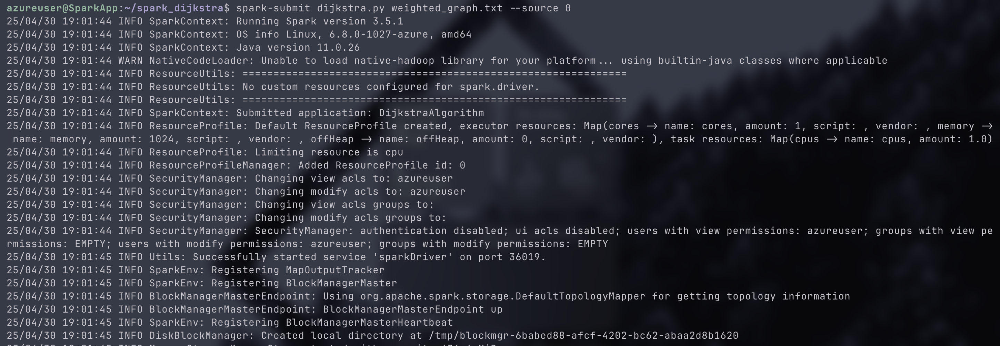 azureuser@SparkApp:~/spark_dijkstra$ spark-submit dijkstra.py weighted_graph.txt --source 0
25/04/30 19:01:44 INFO SparkContext: Running Spark version 3.5.1
25/04/30 19:01:44 INFO SparkContext: OS info Linux, 6.8.0-1027-azure, amd64
25/04/30 19:01:44 INFO SparkContext: Java version 11.0.26
25/04/30 19:01:44 WARN NativeCodeLoader: Unable to load native-hadoop library for your platform... using builtin-java classes where applicable
25/04/30 19:01:44 INFO ResourceUtils: ==============================================================
25/04/30 19:01:44 INFO ResourceUtils: No custom resources configured for spark.driver.
25/04/30 19:01:44 INFO ResourceUtils: ==============================================================
25/04/30 19:01:44 INFO SparkContext: Submitted application: DijkstraAlgorithm
25/04/30 19:01:44 INFO ResourceProfile: Default ResourceProfile created, executor resources: Map(cores -> name: cores, amount: 1, script: , vendor: , memory ->
 name: memory, amount: 1024, script: , vendor: , offHeap -> name: offHeap, amount: 0, script: , vendor: ), task resources: Map(cpus -> name: cpus, amount: 1.0)
25/04/30 19:01:44 INFO ResourceProfile: Limiting resource is cpu
25/04/30 19:01:44 INFO ResourceProfileManager: Added ResourceProfile id: 0
25/04/30 19:01:44 INFO SecurityManager: Changing view acls to: azureuser
25/04/30 19:01:44 INFO SecurityManager: Changing modify acls to: azureuser
25/04/30 19:01:44 INFO SecurityManager: Changing view acls groups to:
25/04/30 19:01:44 INFO SecurityManager: Changing modify acls groups to:
25/04/30 19:01:44 INFO SecurityManager: SecurityManager: authentication disabled; ui acls disabled; users with view permissions: azureuser; groups with view pe
rmissions: EMPTY; users with modify permissions: azureuser; groups with modify permissions: EMPTY
25/04/30 19:01:45 INFO Utils: Successfully started service 'sparkDriver' on port 36019.
25/04/30 19:01:45 INFO SparkEnv: Registering MapOutputTracker
25/04/30 19:01:45 INFO SparkEnv: Registering BlockManagerMaster
25/04/30 19:01:45 INFO BlockManagerMasterEndpoint: Using org.apache.spark.storage.DefaultTopologyMapper for getting topology information
25/04/30 19:01:45 INFO BlockManagerMasterEndpoint: BlockManagerMasterEndpoint up
25/04/30 19:01:45 INFO SparkEnv: Registering BlockManagerMasterHeartbeat
25/04/30 19:01:45 INFO DiskBlockManager: Created local directory at /tmp/blockmgr-6babed88-afcf-4202-bc62-abaa2d8b1620